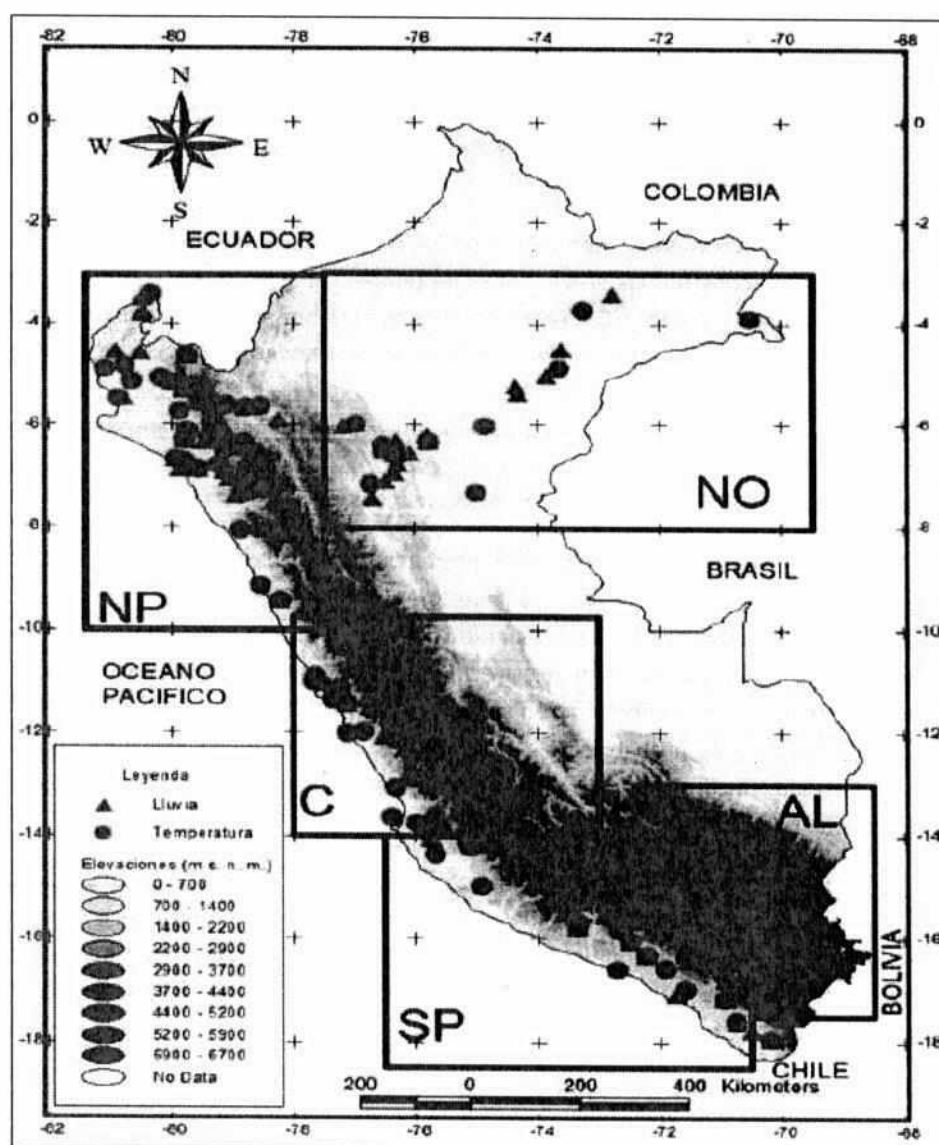 -82 -80 -78 -76 -74 -72 -70 -68
N
W E
S
0 0
COLOMBIA
-2 -2
ECUADOR
-4 -4
-6 -6
NO
-8 -8
BRASIL
NP
-10 -10
OCEANO
PACIFICO
-12 -12
Leyenda
Lluvia
Temperatura
C
AL
-14 -14
Elevaciones (m.s.n.m.)
0 - 700
700 - 1400
1400 - 2200
2200 - 2900
2900 - 3700
3700 - 4400
4400 - 5200
5200 - 5900
5900 - 6700
No Data
-16 -16
BOLIVIA
SP
-18 -18
CHILE
200 0 200 400 Kilometers
-82 -80 -78 -76 -74 -72 -70 -68